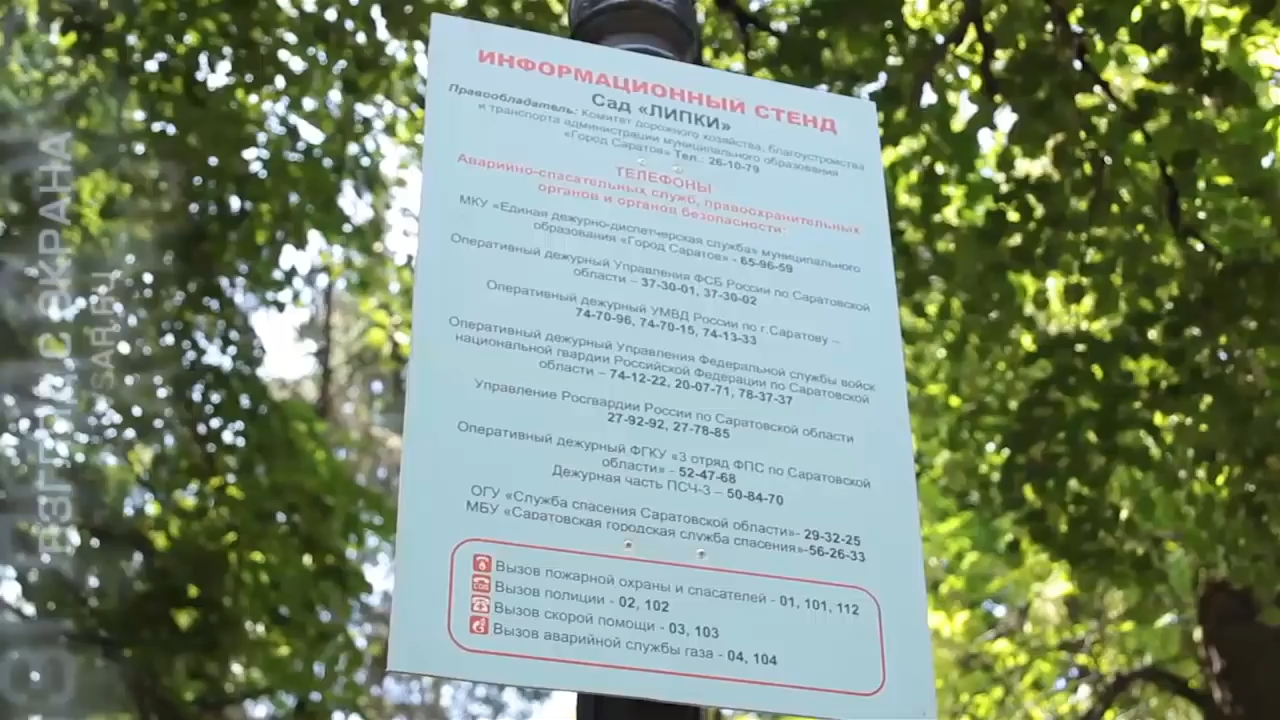 ИНФОРМАЦИОННЫЙ СТЕНД
Сад «ЛИПКИ»
Правообладатель: Комитет дорожного хозяйства, благоустройства
и транспорта администрации муниципального образования
«Город Саратов» Тел.: 26-10-79
ТЕЛЕФОНЫ
Аварийно-спасательных служб, правоохранительных
органов и органов безопасности:
МКУ «Единая дежурно-диспетчерская служба» муниципального
образования «Город Саратов» - 65-96-59
Оперативный дежурный Управления ФСБ России по Саратовской
области – 37-30-01, 37-30-02
Оперативный дежурный УМВД России по г.Саратову –
74-70-96, 74-70-15, 74-13-33
Оперативный дежурный Управления Федеральной службы войск
национальной гвардии Российской Федерации по Саратовской
области – 74-12-22, 20-07-71, 78-37-37
Управление Росгвардии России по Саратовской области
27-92-92, 27-78-85
Оперативный дежурный ФГКУ «3 отряд ФПС по Саратовской
области» - 52-47-68
Дежурная часть ПСЧ-3 – 50-84-70
ОГУ «Служба спасения Саратовской области»- 29-32-25
МБУ «Саратовская городская служба спасения»-56-26-33
Вызов пожарной охраны и спасателей - 01, 101, 112
Вызов полиции - 02, 102
Вызов скорой помощи - 03, 103
Вызов аварийной службы газа - 04, 104
ВЗГЛЯД С ЭКРАНА